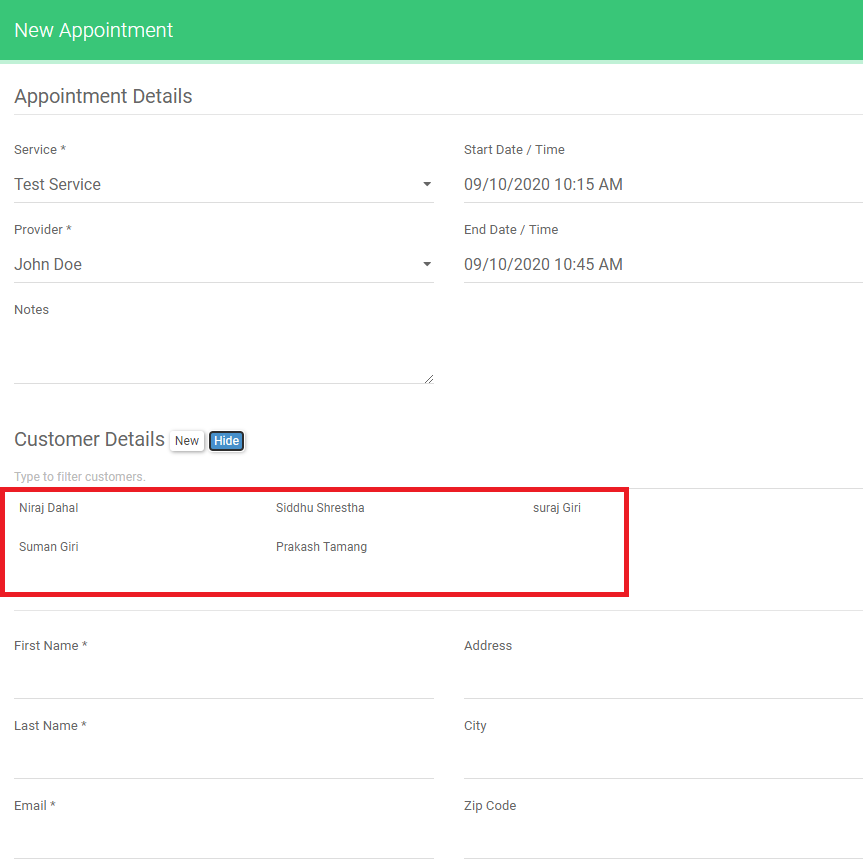 New Appointment
Appointment Details
Service *
Start Date / Time
Test Service
09/10/2020 10:15 AM
Provider *
End Date / Time
John Doe
09/10/2020 10:45 AM
Notes
Customer Details New Hide
Type to filter customers.
Niraj Dahal Siddhu Shrestha suraj Giri
Suman Giri Prakash Tamang
First Name *
Address
Last Name *
City
Email *
Zip Code